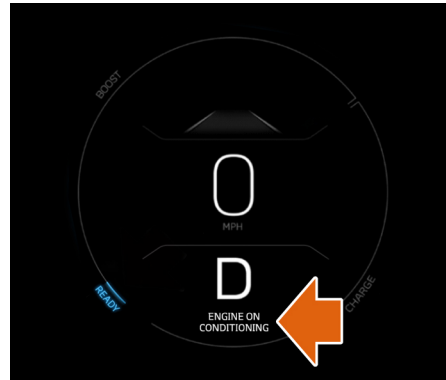 BOOST
0
MPH
D
ENGINE ON
CONDITIONING
READY
CHARGE